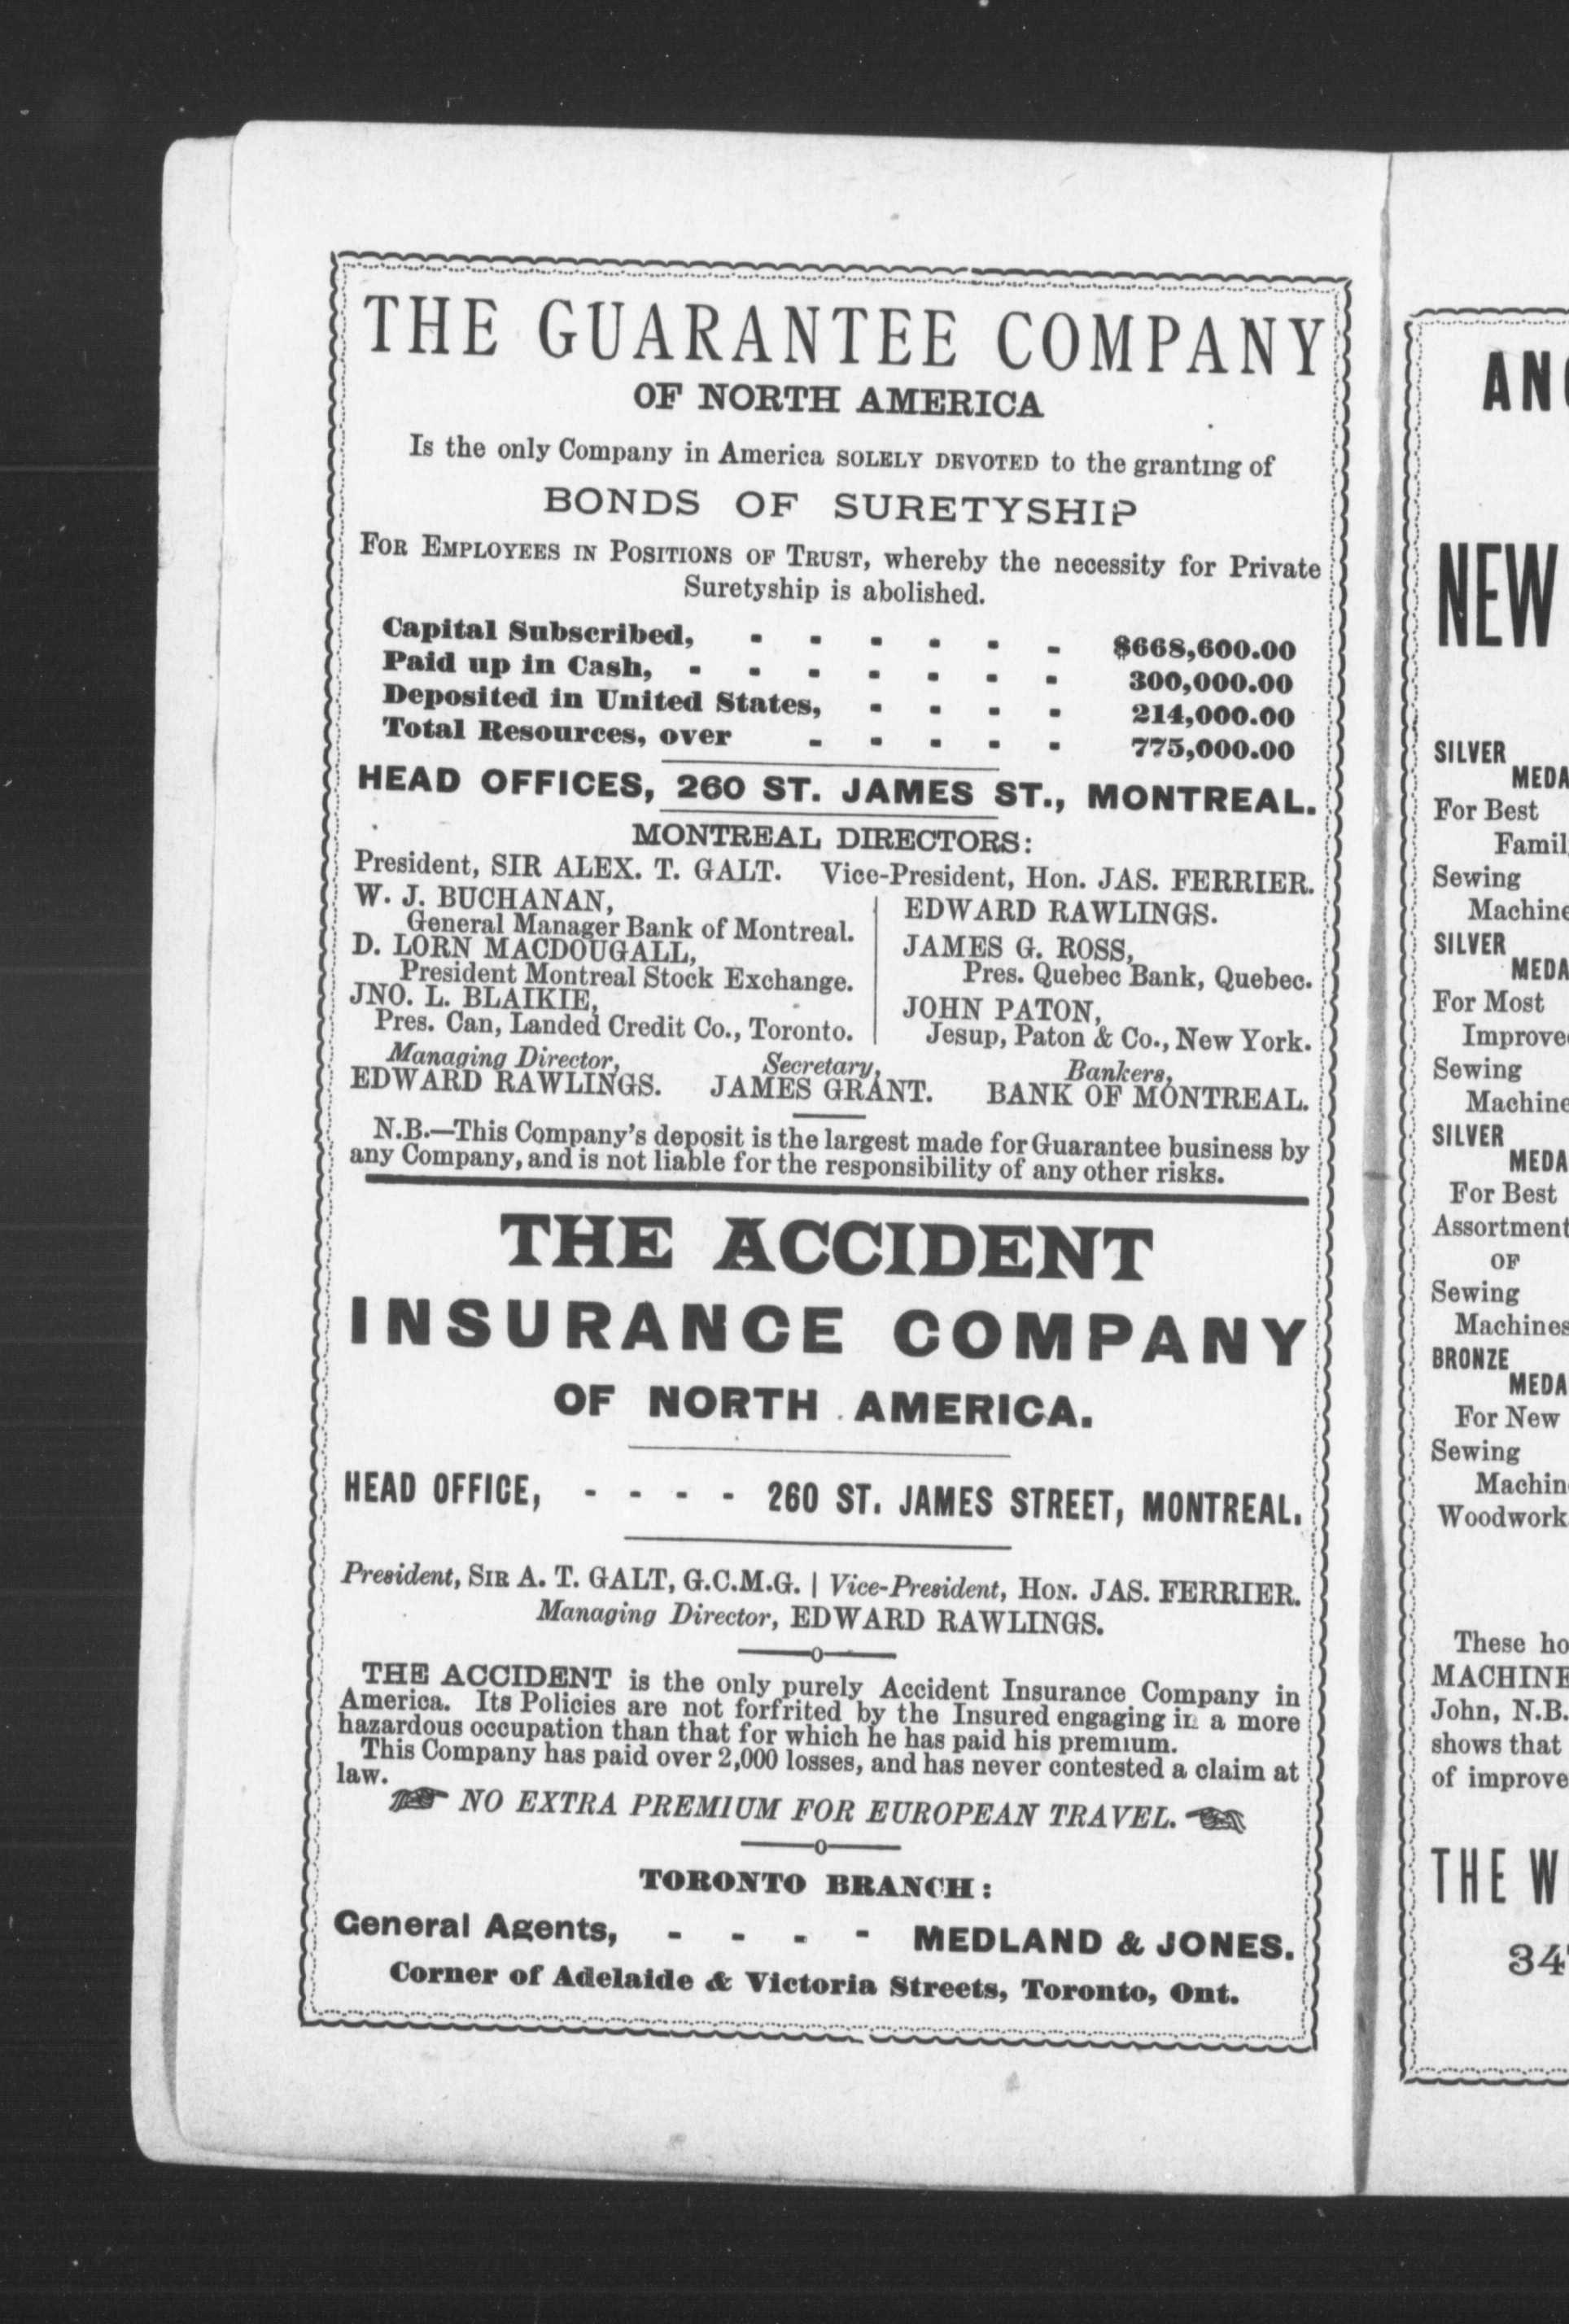 THE GUARANTEE COMPANY
OF NORTH AMERICA
Is the only Company in America SOLELY DEVOTED to the granting of
BONDS OF SURETYSHIP
FOR EMPLOYEES IN POSITIONS OF TRUST, whereby the necessity for Private
Suretyship is abolished.
Capital Subscribed, - - - - - - $668,600.00
Paid up in Cash, - - - - - - - 300,000.00
Deposited in United States, - - - - 214,000.00
Total Resources, over - - - - - 775,000.00
HEAD OFFICES, 260 ST. JAMES ST., MONTREAL.
MONTREAL DIRECTORS:
President, SIR ALEX. T. GALT. Vice-President, Hon. JAS. FERRIER.
W. J. BUCHANAN,
General Manager Bank of Montreal.
D. LORN MACDOUGALL,
President Montreal Stock Exchange.
JNO. L. BLAIKIE,
Pres. Can, Landed Credit Co., Toronto.
EDWARD RAWLINGS.
JAMES G. ROSS,
Pres. Quebec Bank, Quebec.
JOHN PATON,
Jesup, Paton & Co., New York.
Managing Director, Secretary, Bankers,
EDWARD RAWLINGS. JAMES GRANT. BANK OF MONTREAL.
N.B.—This Company's deposit is the largest made for Guarantee business by
any Company, and is not liable for the responsibility of any other risks.
THE ACCIDENT
INSURANCE COMPANY
OF NORTH AMERICA.
HEAD OFFICE, - - - - 260 ST. JAMES STREET, MONTREAL.
President, SIR A. T. GALT, G.C.M.G. | Vice-President, HON. JAS. FERRIER.
Managing Director, EDWARD RAWLINGS.
THE ACCIDENT is the only purely Accident Insurance Company in
America. Its Policies are not forfrited by the Insured engaging in a more
hazardous occupation than that for which he has paid his premium.
This Company has paid over 2,000 losses, and has never contested a claim at
law.
NO EXTRA PREMIUM FOR EUROPEAN TRAVEL.
TORONTO BRANCH:
General Agents, - - - - MEDLAND & JONES.
Corner of Adelaide & Victoria Streets, Toronto, Ont.
NEW
SILVER
For Best
Sewing
SILVER
For Most
Sewing
SILVER
For Best
Assortment
OF
Sewing
Machines
BRONZE
For New
Sewing
Woodwork
These
John, N.B.
shows that
of
THE